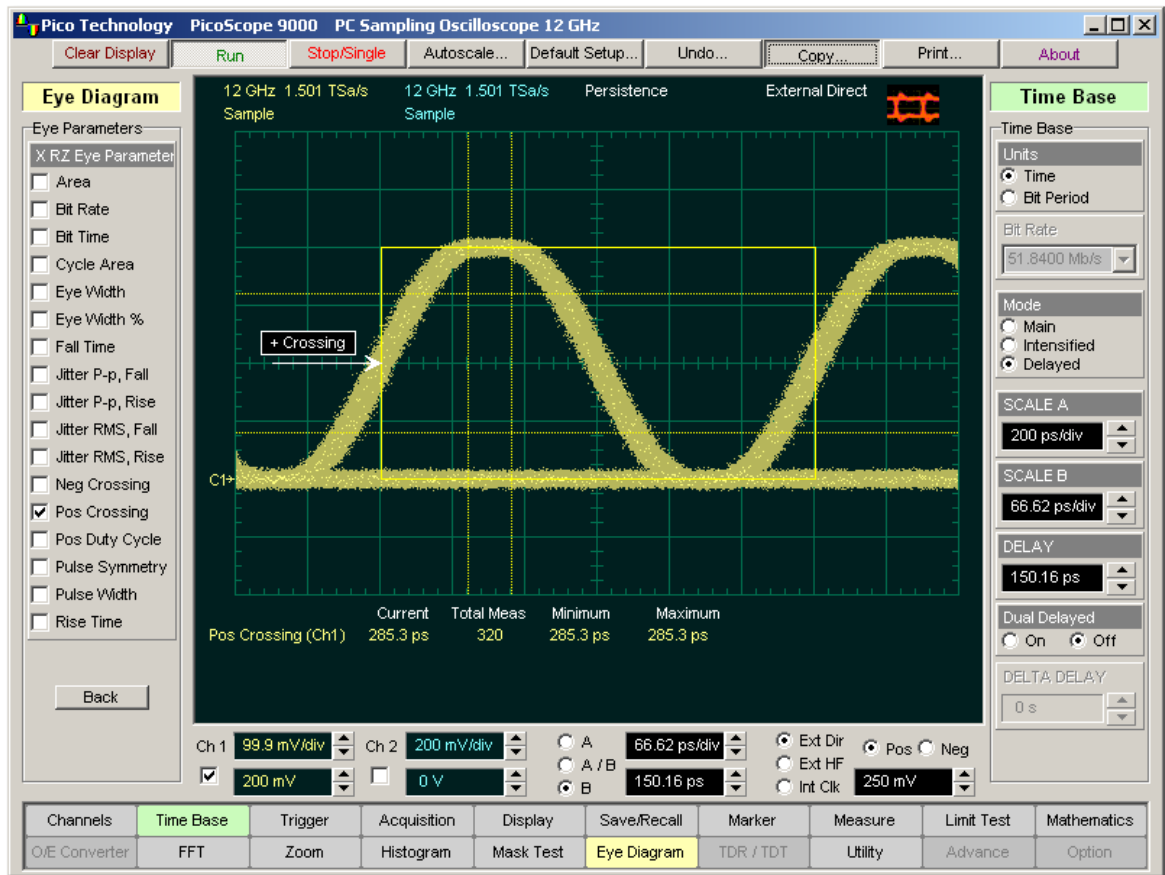 Pico Technology PicoScope 9000 PC Sampling Oscilloscope 12 GHz
Clear Display Run Stop/Single Autoscale... Default Setup... Undo... Copy... Print... About
Eye Diagram
Eye Parameters
X RZ Eye Parameter
Area
Bit Rate
Bit Time
Cycle Area
Eye Width
Eye Width %
Fall Time
Jitter P-p, Fall
Jitter P-p, Rise
Jitter RMS, Fall
Jitter RMS, Rise
Neg Crossing
Pos Crossing
Pos Duty Cycle
Pulse Symmetry
Pulse Width
Rise Time
Back
12 GHz 1.501 TSa/s 12 GHz 1.501 TSa/s Persistence External Direct
Sample Sample
+ Crossing
C1
Current Total Meas Minimum Maximum
Pos Crossing (Ch1) 285.3 ps 320 285.3 ps 285.3 ps
Time Base
Time Base
Units
Time
Bit Period
Bit Rate
51.8400 Mb/s
Mode
Main
Intensified
Delayed
SCALE A
200 ps/div
SCALE B
66.62 ps/div
DELAY
150.16 ps
Dual Delayed
On Off
DELTA DELAY
0 s
Ch 1 99.9 mV/div Ch 2 200 mV/div A 66.62 ps/div Ext Dir Pos Neg
A / B Ext HF
200 mV 0 V B 150.16 ps Int Clk 250 mV
Channels Time Base Trigger Acquisition Display Save/Recall Marker Measure Limit Test Mathematics
O/E Converter FFT Zoom Histogram Mask Test Eye Diagram TDR / TDT Utility Advance Option